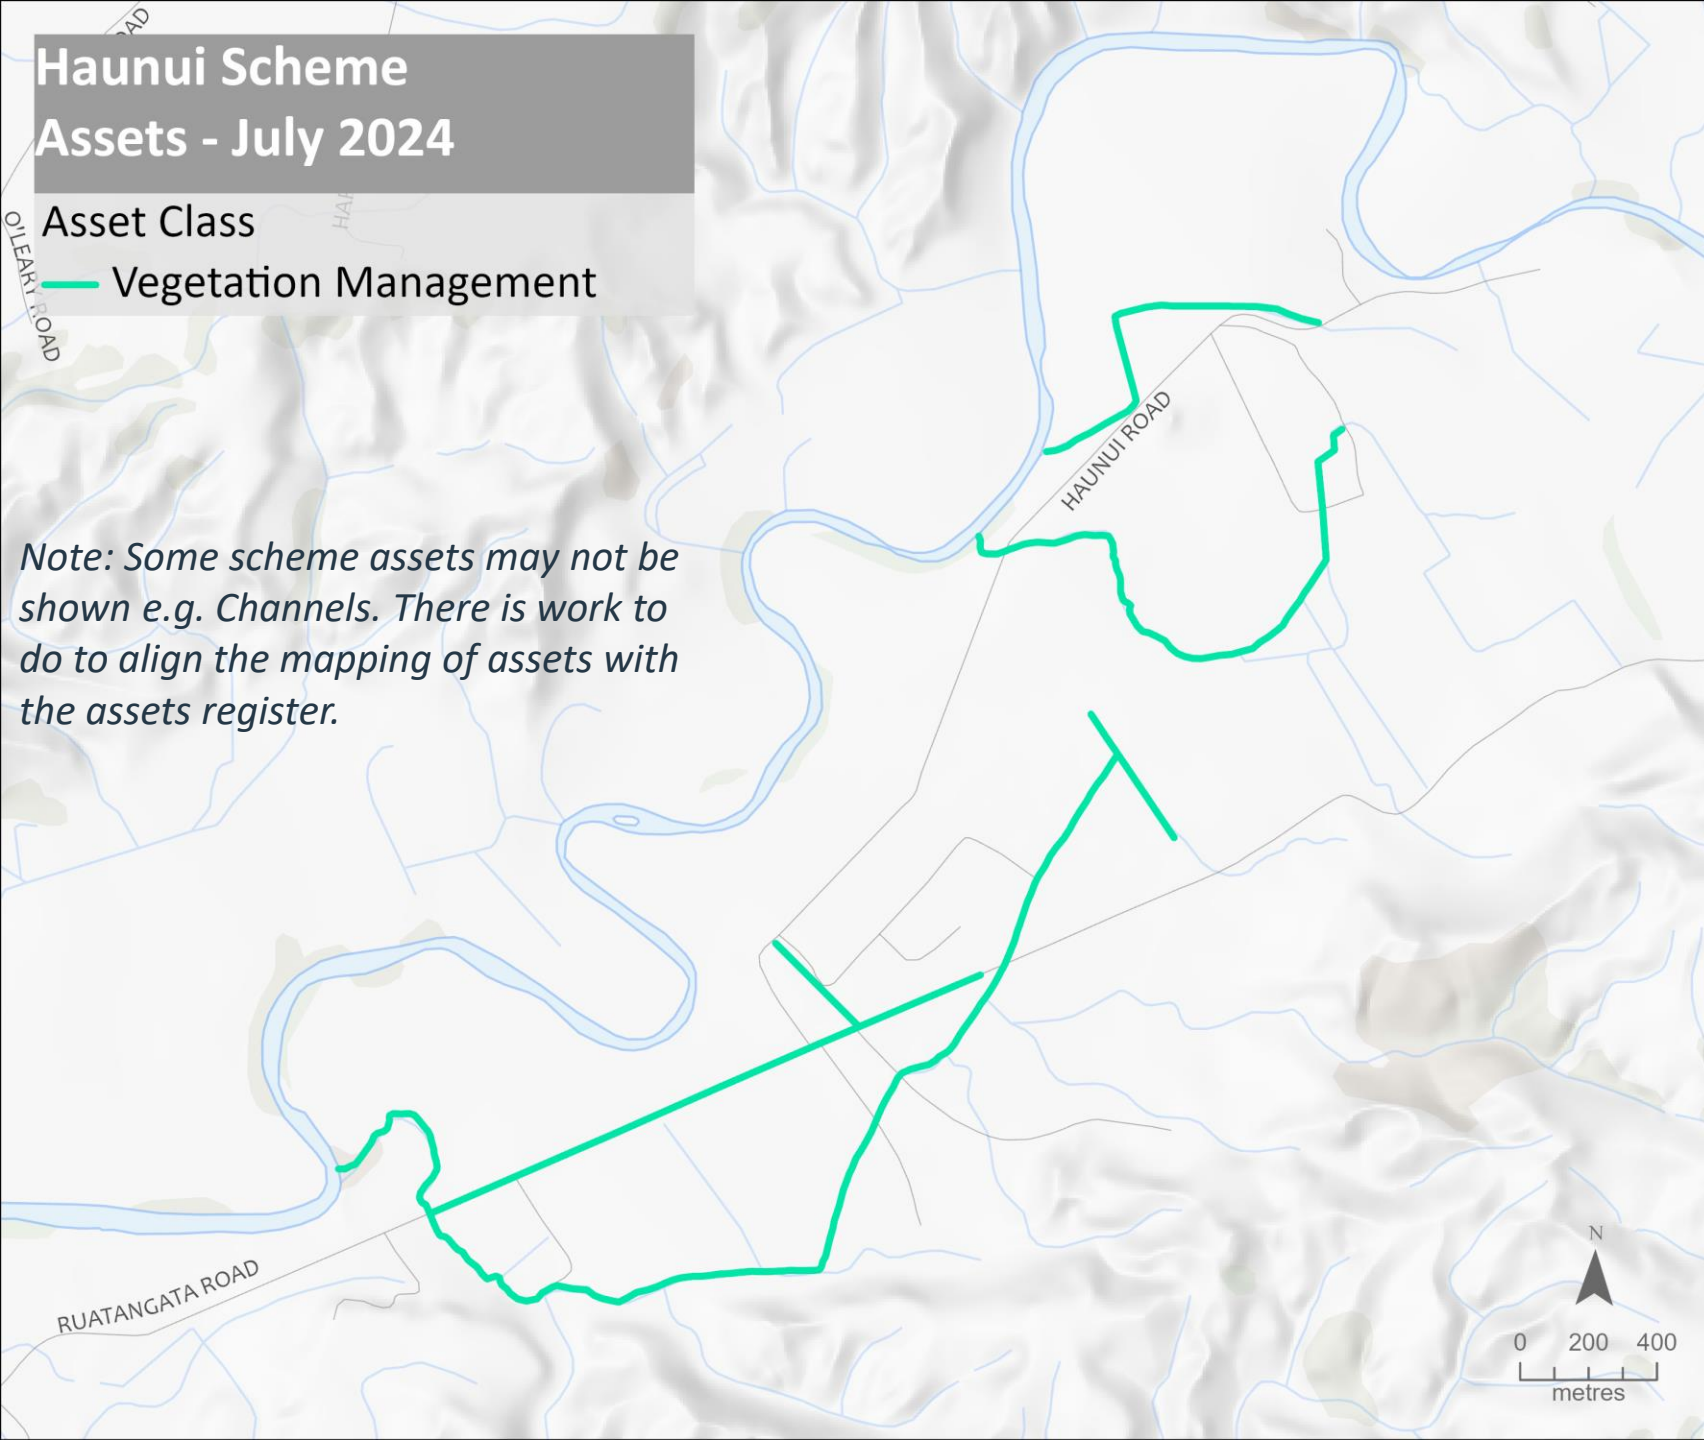 OAD
Haunui Scheme
Assets - July 2024
Asset Class
Vegetation Management
O'LEARY ROAD
HAUNUI ROAD
Note: Some scheme assets may not be
shown e.g. Channels. There is work to
do to align the mapping of assets with
the assets register.
RUATANGATA ROAD
N
0 200 400
metres